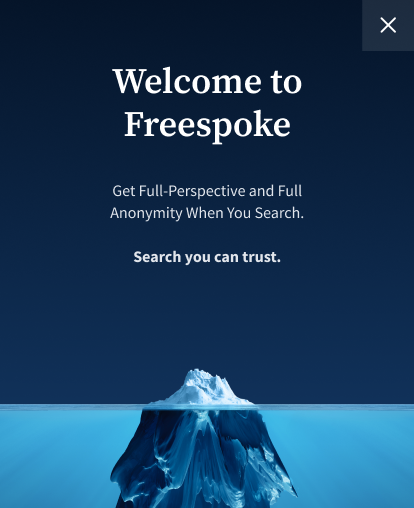 Welcome to
Freespoke
Get Full-Perspective and Full
Anonymity When You Search.
Search you can trust.